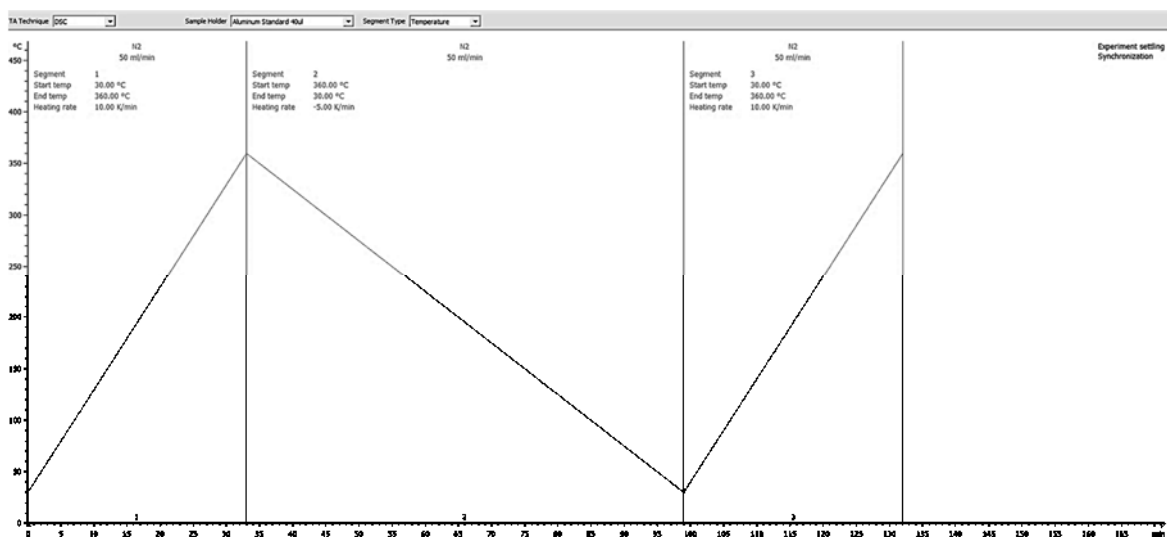 TA Technique DSC Sample Holder Aluminum Standard 40ul Segment Type Temperature
°C
N2
50 ml/min
N2
50 ml/min
N2
50 ml/min
Experiment settling
Synchronization
Segment 1
Start temp 30.00 °C
End temp 360.00 °C
Heating rate 10.00 K/min
Segment 2
Start temp 360.00 °C
End temp 30.00 °C
Heating rate -5.00 K/min
Segment 3
Start temp 30.00 °C
End temp 360.00 °C
Heating rate 10.00 K/min
450
400
350
300
250
200
150
100
50
0
1 2 3
0 5 10 15 20 25 30 35 40 45 50 55 60 65 70 75 80 85 90 95 100 105 110 115 120 125 130 135 140 145 150 155 160 165 min